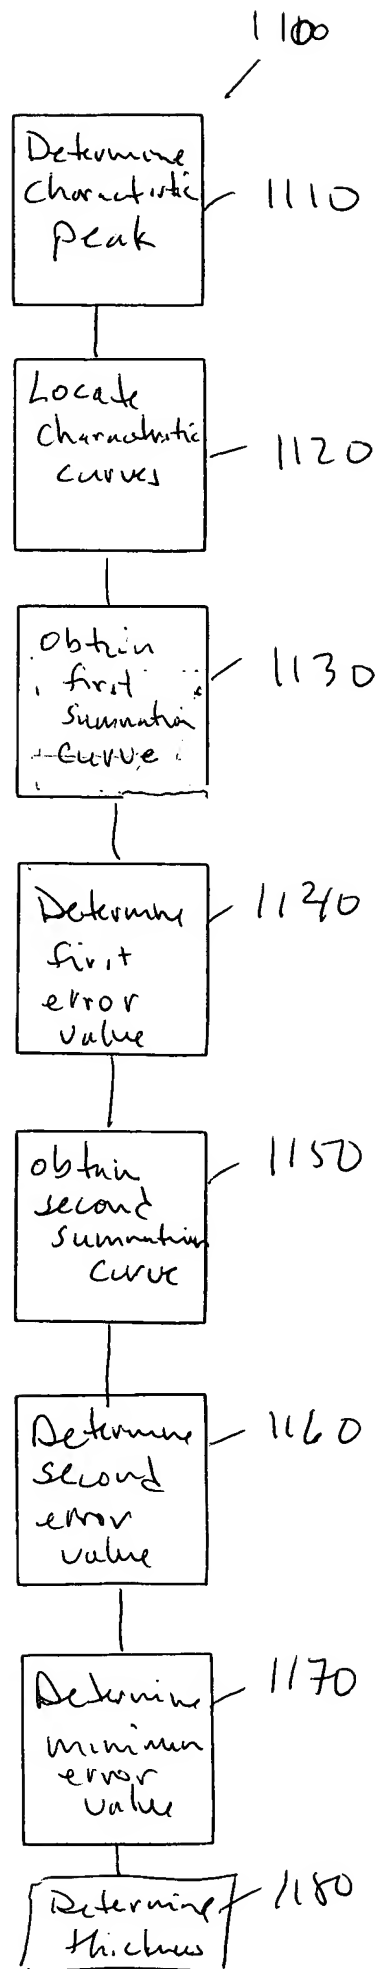 1100
Determine
Charactistic
Peak
1110
Locate
Characteristic
curves
1120
Obtain
first
Summation
Curve
1130
Determine
first
error
value
1140
Obtain
second
Summation
Curve
1150
Determine
second
error
value
1160
Determine
minimum
error
value
1170
Determine
thickness
1180